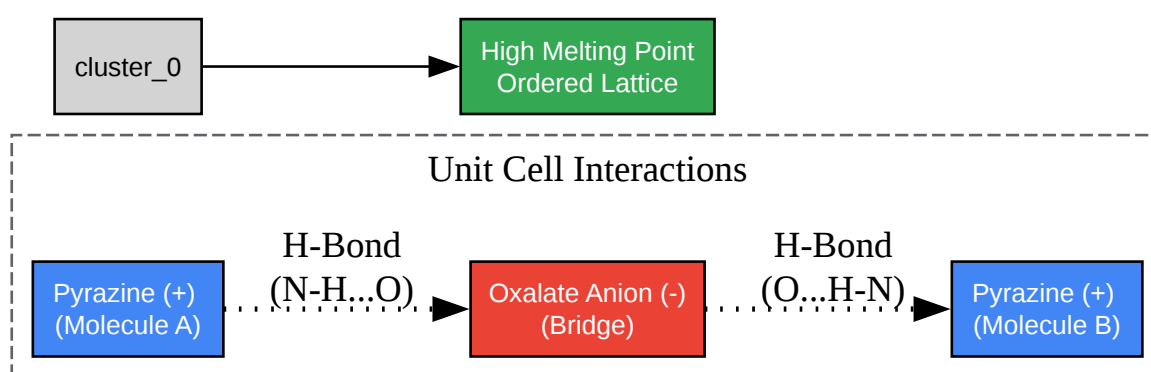 cluster_0
High Melting Point
Ordered Lattice
Unit Cell Interactions
H-Bond
(N-H...O)
H-Bond
(O...H-N)
Pyrazine (+)
(Molecule A)
Oxalate Anion (-)
(Bridge)
Pyrazine (+)
(Molecule B)